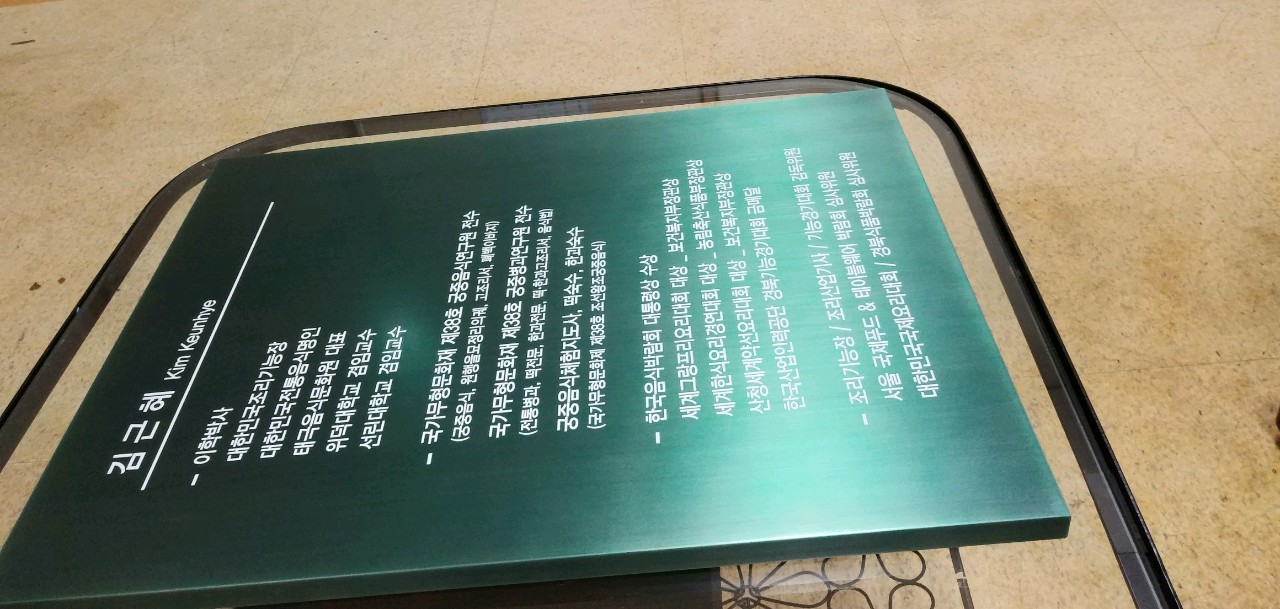 김근혜 Kim Keunhye
- 이학박사
대한민국조리기능장
대한민국전통음식명인
태극음식문화원 대표
위덕대학교 겸임교수
선린대학교 겸임교수
- 국가무형문화재 제38호 궁중음식연구원 전수
(궁중음식, 원행을묘정리의궤, 고조리서, 폐백이바지)
국가무형문화재 제38호 궁중병과연구원 전수
(전통병과, 떡전문, 한과전문, 떡·한과고조리서, 음식법)
궁중음식체험지도사, 떡숙수, 한과숙수
(국가무형문화제 제38호 조선왕조궁중음식)
- 한국음식박람회 대통령상 수상
세계그랑프리요리대회 대상 _ 보건복지부장관상
세계한식요리경연대회 대상 _ 농림축산식품부장관상
산청세계약선요리대회 대상 _ 보건복지부장관상
한국산업인력공단 경북기능경기대회 금메달
- 조리기능장 / 조리산업기사 / 기능경기대회 감독위원
서울 국제푸드 & 테이블웨어 박람회 심사위원
대한민국국제요리대회 / 경북식품박람회 심사위원